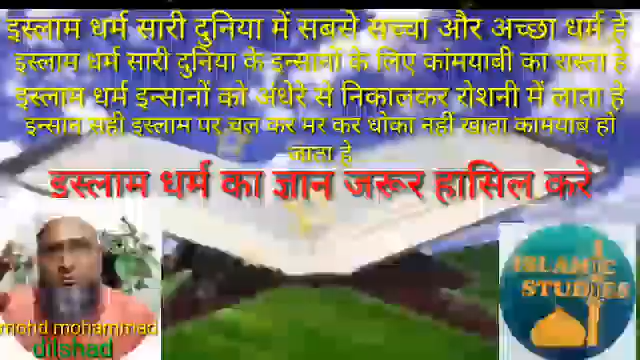 इस्लाम धर्म सारी दुनिया में सबसे सच्चा और अच्छा धर्म है
इस्लाम धर्म सारी दुनिया के इन्सानों के लिए कांमयाबी का रास्ता है
इस्लाम धर्म इन्सानों को अंधेरे से निकालकर रोशनी में लाता है
इन्सान सही इस्लाम पर चल कर मर कर धोका नहीं खाता कामयाब हो
जाता है
इस्लाम धर्म का ज्ञान जरूर हासिल करे
ISLAMIC
STUDIES
mohd mohammad
dilshad